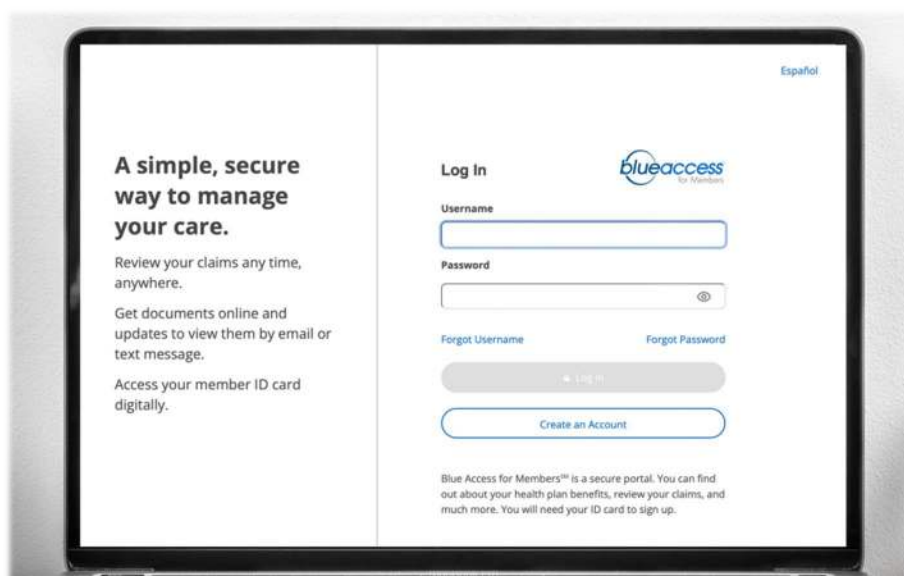 Español
A simple, secure
way to manage
your care.
Review your claims any time,
anywhere.
Get documents online and
updates to view them by email or
text message.
Access your member ID card
digitally.
Log In
blueaccess
for Members
Username
Password
Forgot Username
Forgot Password
Log In
Create an Account
Blue Access for Members℠ is a secure portal. You can find
out about your health plan benefits, review your claims, and
much more. You will need your ID card to sign up.